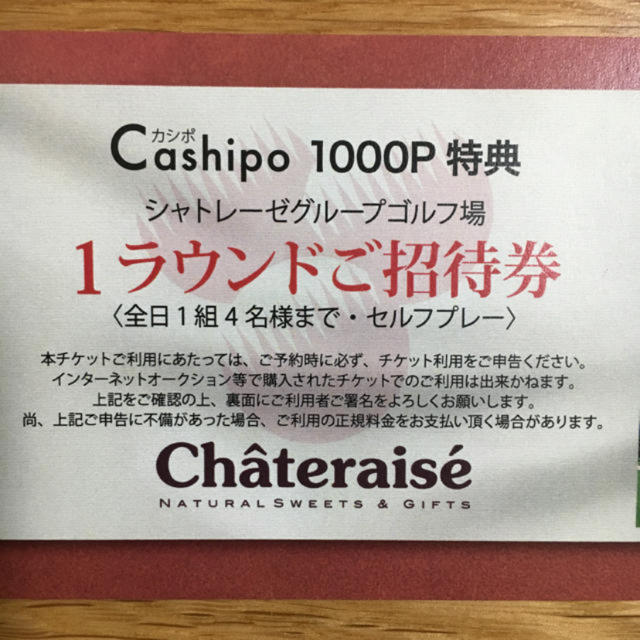 カシポ
Cashipo 1000P 特典
シャトレーゼグループゴルフ場
1ラウンドご招待券
〈全日1組4名様まで・セルフプレー〉
本チケットご利用にあたっては、ご予約時に必ず、チケット利用をご申告ください。
インターネットオークション等で購入されたチケットでのご利用は出来かねます。
上記をご確認の上、裏面にご利用者ご署名をよろしくお願いします。
尚、上記ご申告に不備があった場合、ご利用の正規料金をお支払い頂く場合があります。
Châteraisé
NATURAL SWEETS & GIFTS